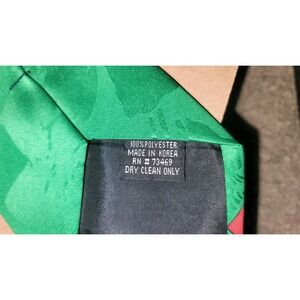 100% POLYESTER
MADE IN KOREA
RN # 73469
DRY CLEAN ONLY